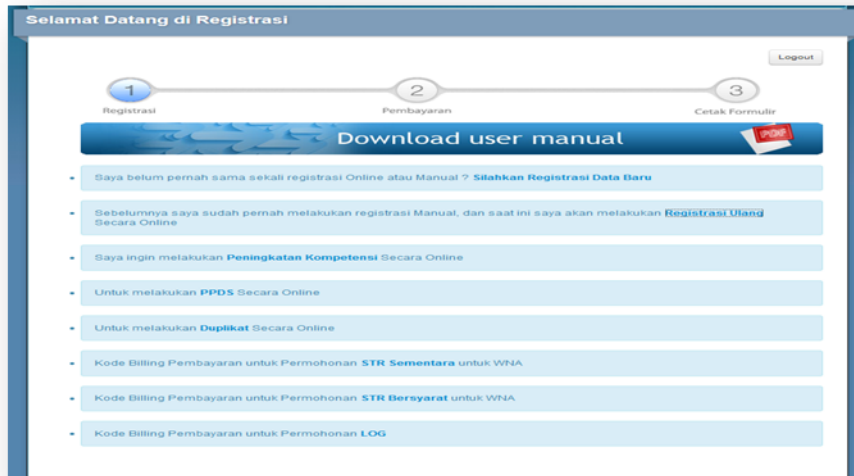 Selamat Datang di Registrasi
Logout
1
2
3
Registrasi
Pembayaran
Cetak Formulir
Download user manual
PDF
Saya belum pernah sama sekali registrasi Online atau Manual ? Silahkan Registrasi Data Baru
Sebelumnya saya sudah pernah melakukan registrasi Manual, dan saat ini saya akan melakukan Registrasi Ulang
Secara Online
Saya ingin melakukan Peningkatan Kompetensi Secara Online
Untuk melakukan PPDS Secara Online
Untuk melakukan Duplikat Secara Online
Kode Billing Pembayaran untuk Permohonan STR Sementara untuk WNA
Kode Billing Pembayaran untuk Permohonan STR Bersyarat untuk WNA
Kode Billing Pembayaran untuk Permohonan LOG